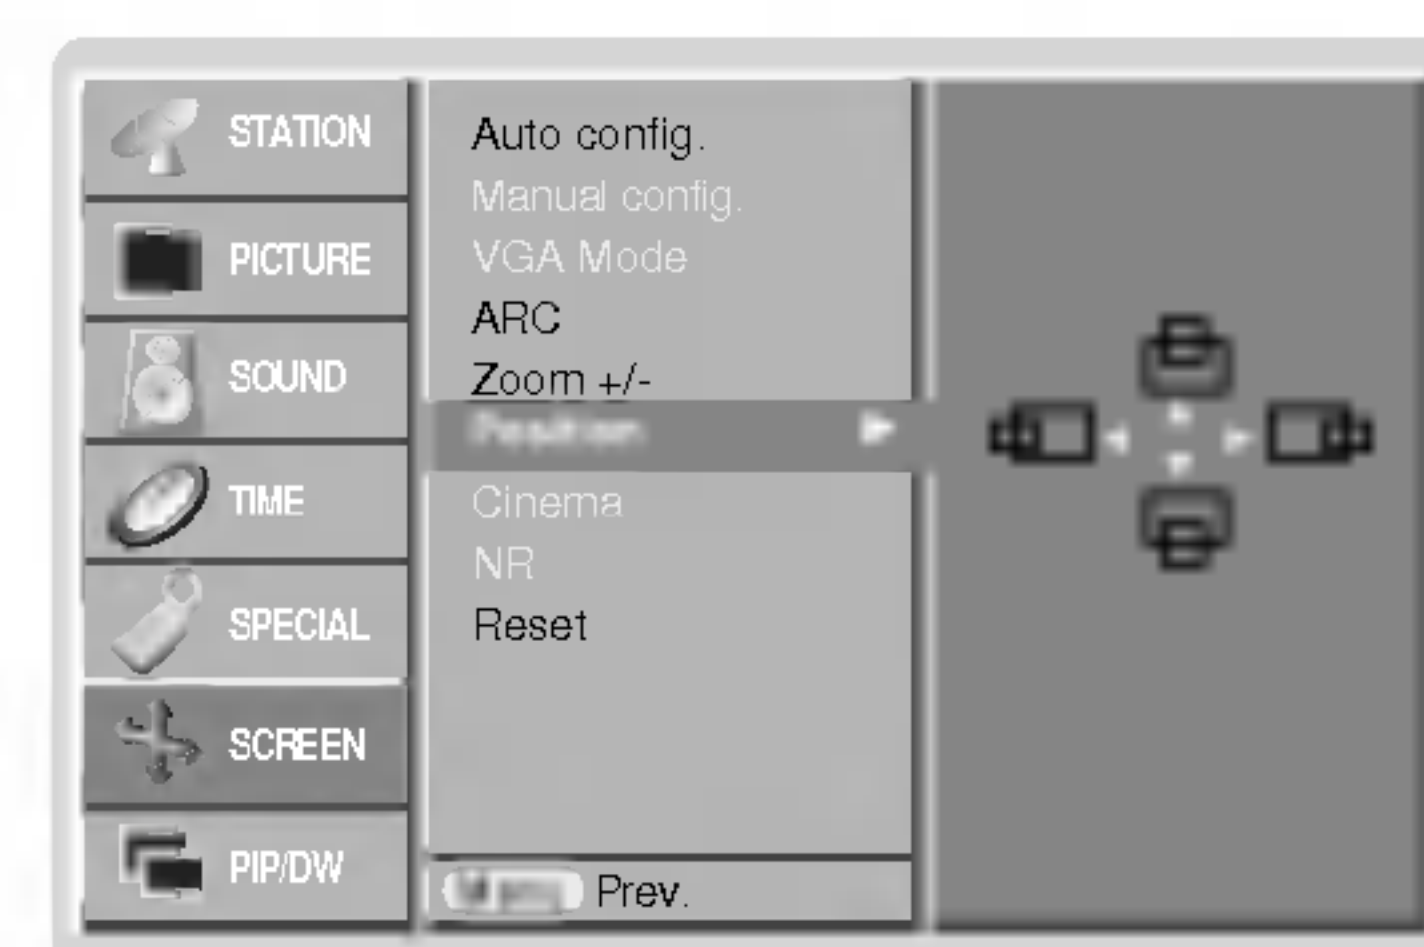 STATION
PICTURE
SOUND
TIME
SPECIAL
SCREEN
PIP/DW
Auto config.
Manual config.
VGA Mode
ARC
Zoom +/-
Position
Cinema
NR
Reset
Prev.